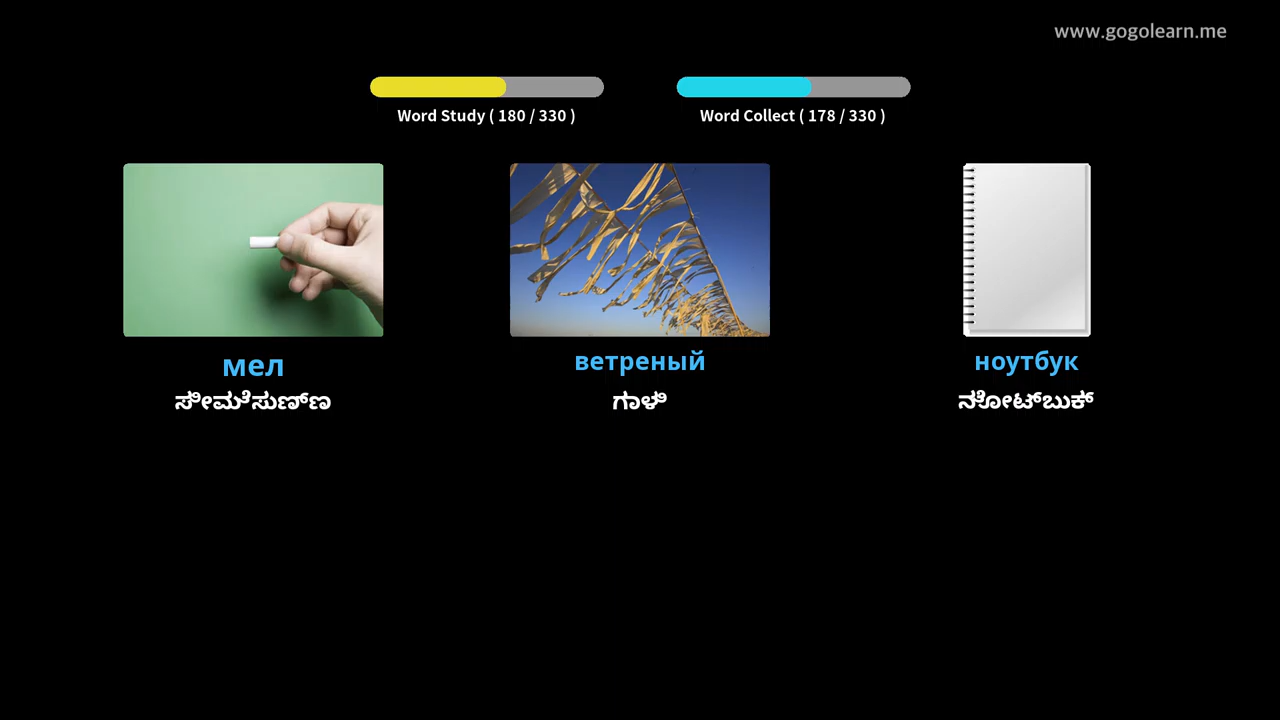 www.gogolearn.me
Word Study ( 180 / 330 )
Word Collect ( 178 / 330 )
мел
ветреный
ноутбук
ಸೀಮೆಸುಣ್ಣ
ಗಾಳಿ
ನೋಟ್‌ಬುಕ್